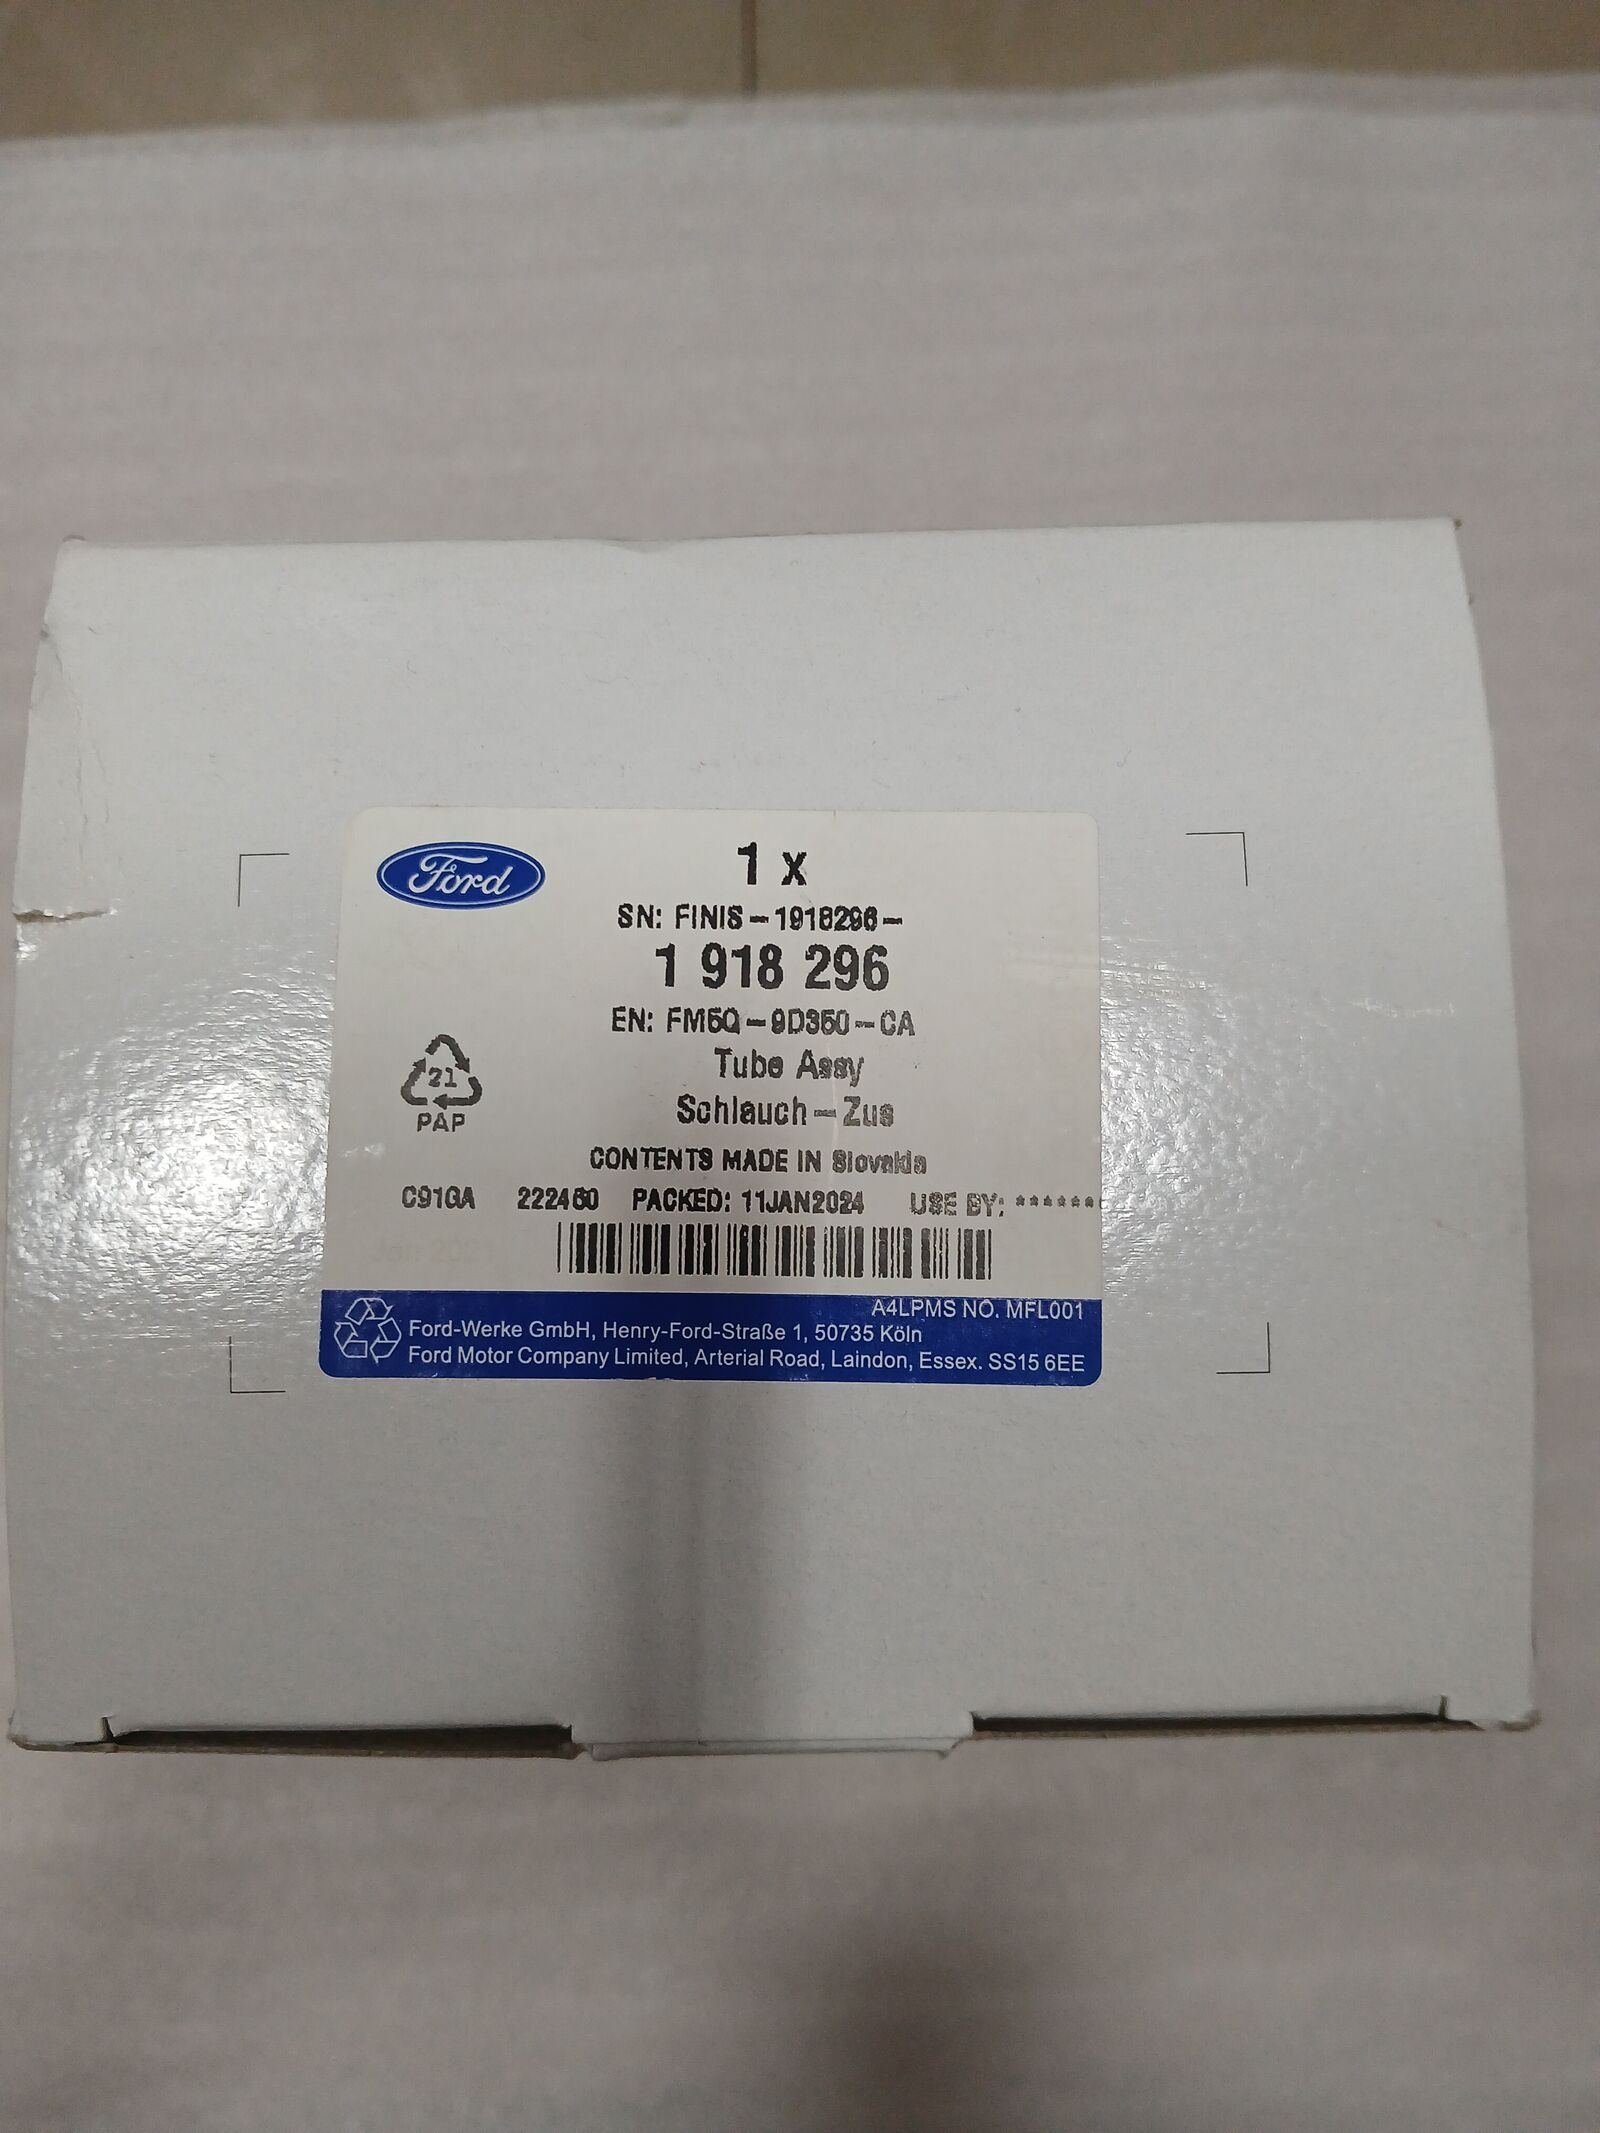 Ford
1 x
SN: FINIS-1918296-
1 918 296
EN: FM5Q-9D350-CA
Tube Assy
Schlauch-Zus
21
PAP
CONTENTS MADE IN Slovakia
C91GA 222460 PACKED: 11JAN2024 USE BY: *******
A4LPMS NO. MFL001
Ford-Werke GmbH, Henry-Ford-Straße 1, 50735 Köln
Ford Motor Company Limited, Arterial Road, Laindon, Essex. SS15 6EE